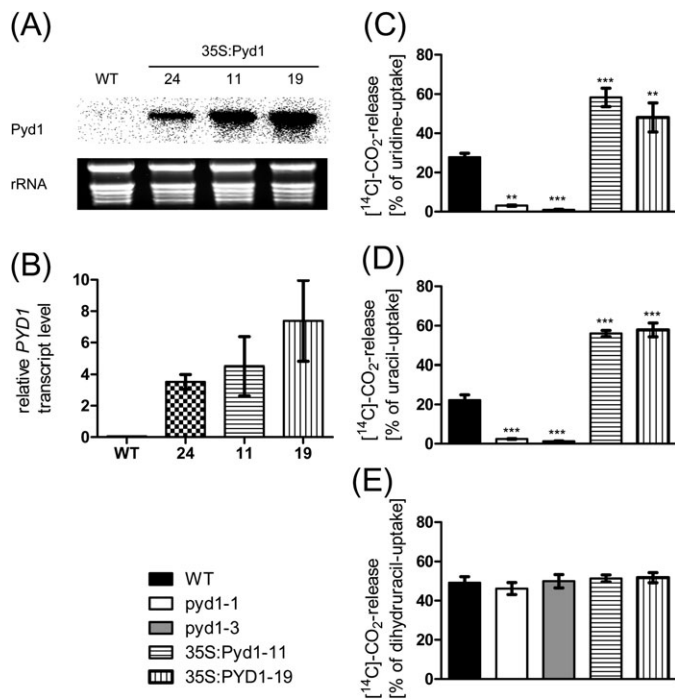 (A)
35S:Pyd1
WT 24 11 19
Pyd1
rRNA
(B)
relative PYD1
transcript level
10
8
6
4
2
0
WT 24 11 19
WT
pyd1-1
pyd1-3
35S:Pyd1-11
35S:PYD1-19
(C)
[14C]-CO2-release
[% of uridine-uptake]
80
60
40
20
0
** *** *** **
(D)
[14C]-CO2-release
[% of uracil-uptake]
80
60
40
20
0
*** *** *** ***
(E)
[14C]-CO2-release
[% of dihydruracil-uptake]
80
60
40
20
0